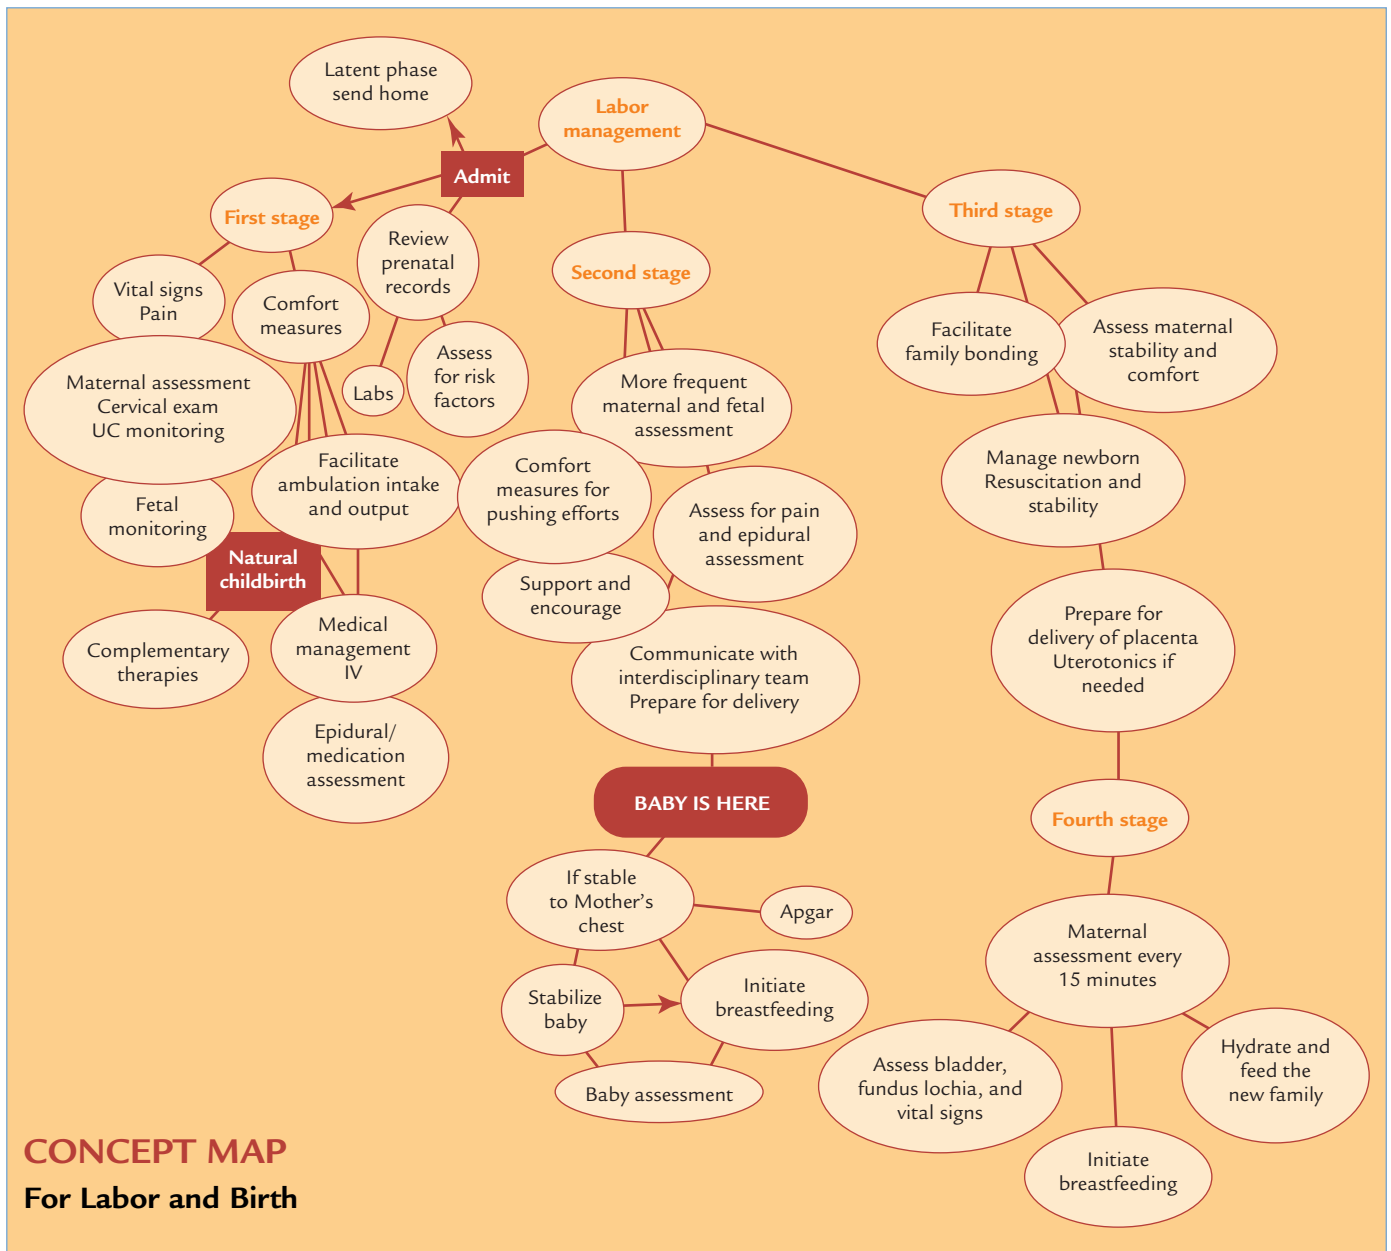 Latent phase
send home
Labor
management
Admit
First stage
Review
prenatal
records
Third stage
Second stage
Vital signs
Pain
Comfort
measures
Facilitate
family bonding
Assess maternal
stability and
comfort
Maternal assessment
Cervical exam
UC monitoring
Labs
Assess
for risk
factors
More frequent
maternal and fetal
assessment
Facilitate
ambulation intake
and output
Comfort
measures for
pushing efforts
Manage newborn
Resuscitation and
stability
Fetal
monitoring
Assess for pain
and epidural
assessment
Natural
childbirth
Support and
encourage
Complementary
therapies
Medical
management
IV
Communicate with
interdisciplinary team
Prepare for delivery
Prepare for
delivery of placenta
Uterotonics if
needed
Epidural/
medication
assessment
BABY IS HERE
Fourth stage
If stable
to Mother's
chest
Apgar
Maternal
assessment every
15 minutes
Stabilize
baby
Initiate
breastfeeding
Baby assessment
Assess bladder,
fundus lochia, and
vital signs
Hydrate and
feed the
new family
Initiate
breastfeeding
CONCEPT MAP
For Labor and Birth